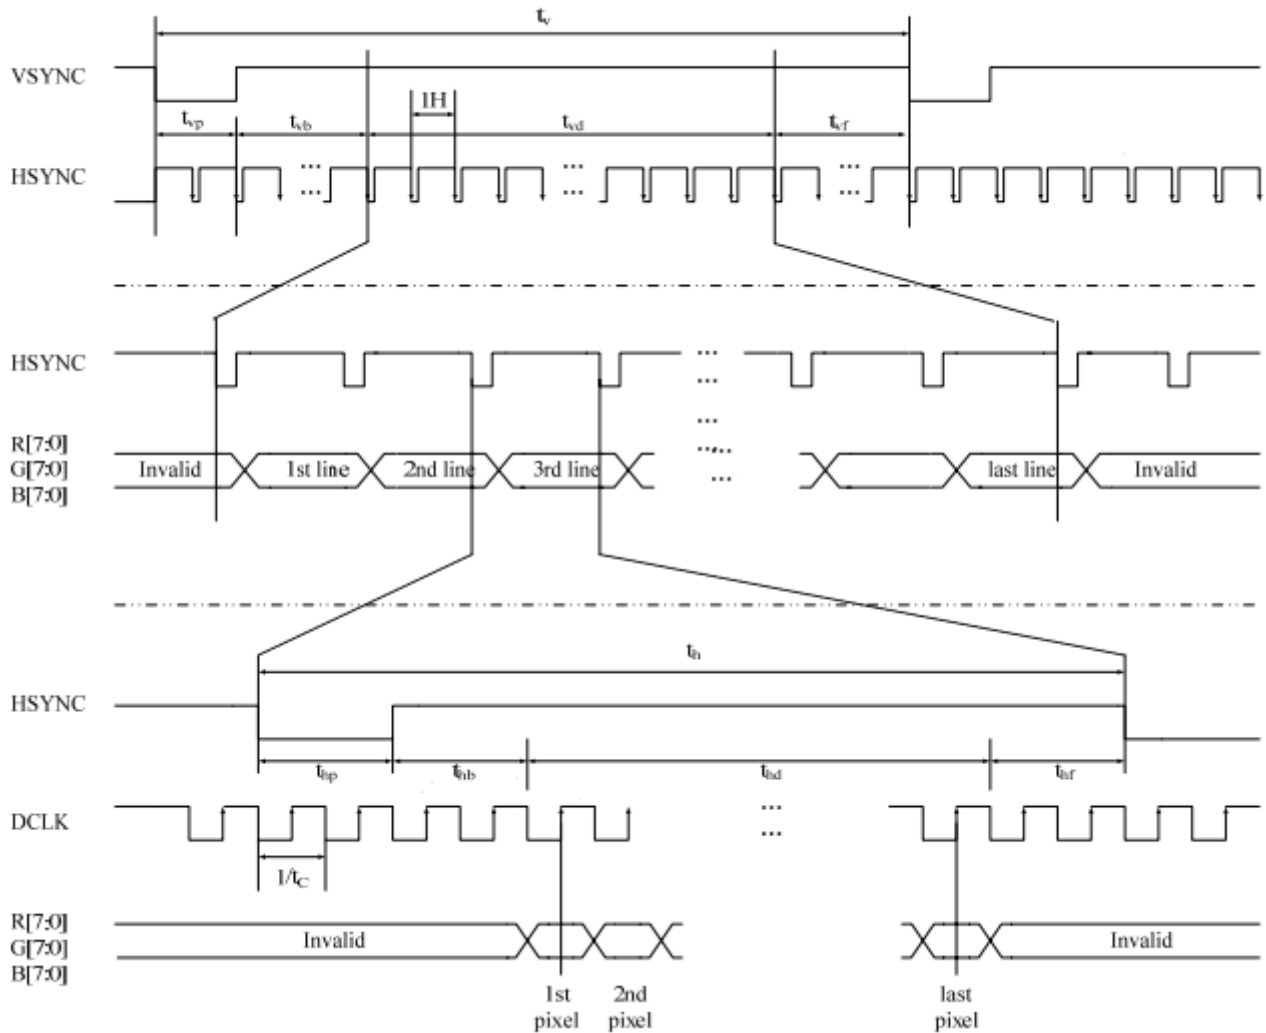 tv
VSYNC
1H
tvp
tvb
tvd
tvf
... ... ...
HSYNC
... ... ...
HSYNC
...
...
...
R[7:0]
......
G[7:0]
Invalid
1st line
2nd line
3rd line
...
last line
Invalid
B[7:0]
th
HSYNC
thp
thb
thd
thf
DCLK
...
...
1/tC
R[7:0]
G[7:0]
Invalid
Invalid
B[7:0]
1st pixel
2nd pixel
last pixel